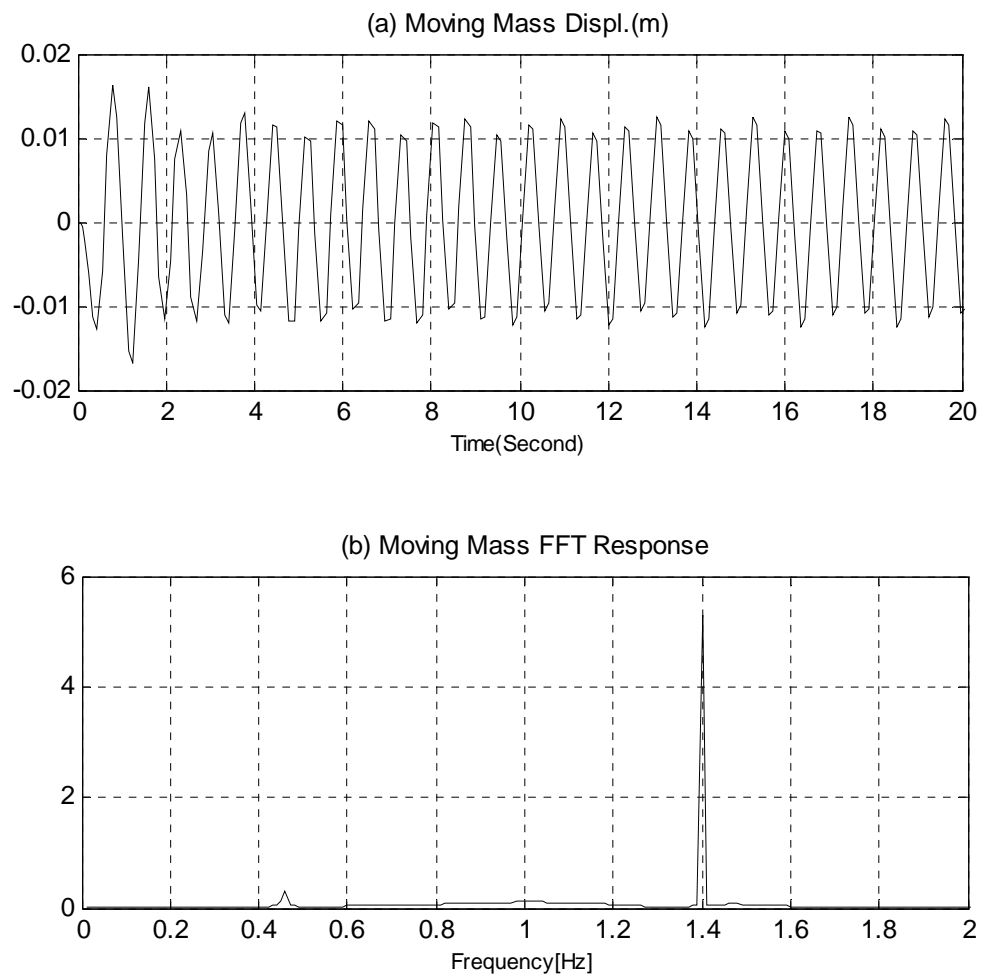 (a) Moving Mass Displ.(m)
0.02
0.01
0
-0.01
-0.02
0 2 4 6 8 10 12 14 16 18 20
Time(Second)
(b) Moving Mass FFT Response
6
4
2
0
0 0.2 0.4 0.6 0.8 1 1.2 1.4 1.6 1.8 2
Frequency[Hz]